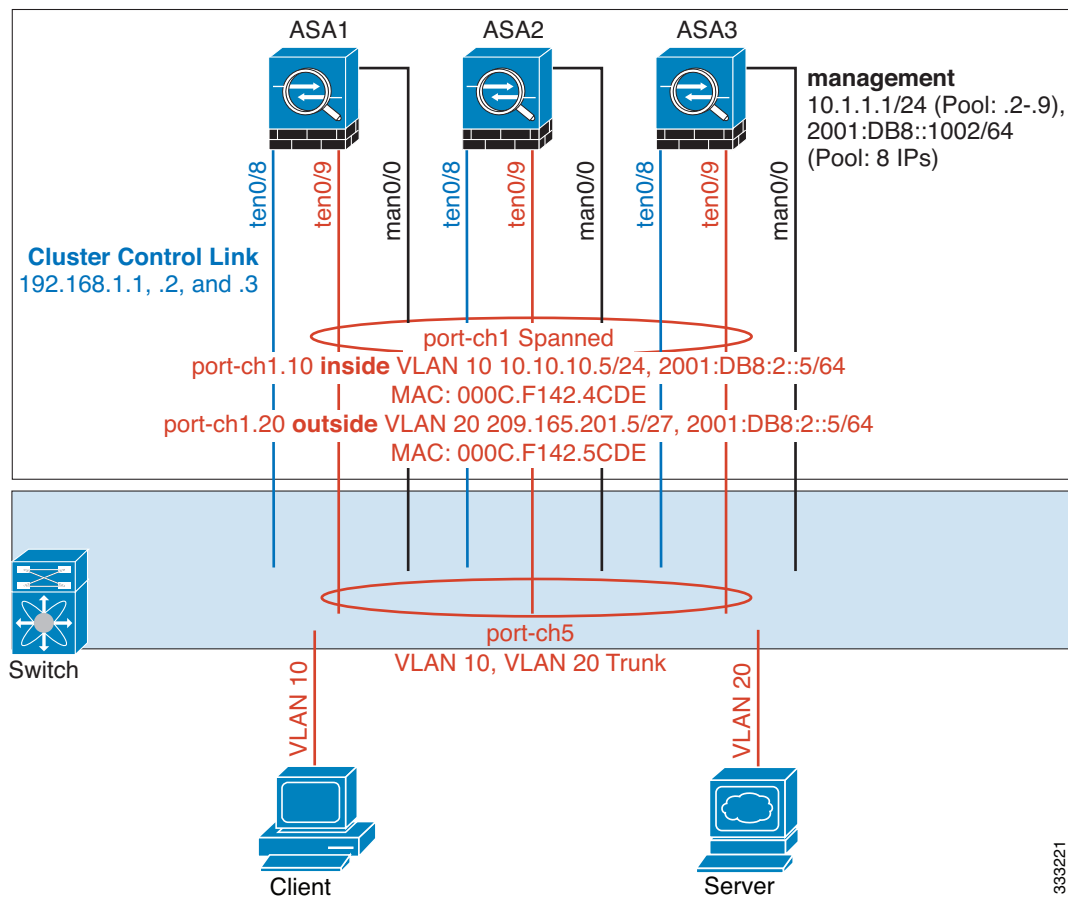 ASA1
ASA2
ASA3
management
10.1.1.1/24 (Pool: .2-.9),
2001:DB8::1002/64
(Pool: 8 IPs)
ten0/8
ten0/9
man0/0
ten0/8
ten0/9
man0/0
ten0/8
ten0/9
man0/0
Cluster Control Link
192.168.1.1, .2, and .3
port-ch1 Spanned
port-ch1.10 inside VLAN 10 10.10.10.5/24, 2001:DB8:2::5/64
MAC: 000C.F142.4CDE
port-ch1.20 outside VLAN 20 209.165.201.5/27, 2001:DB8:2::5/64
MAC: 000C.F142.5CDE
port-ch5
VLAN 10, VLAN 20 Trunk
Switch
VLAN 10
VLAN 20
Client
Server
333221